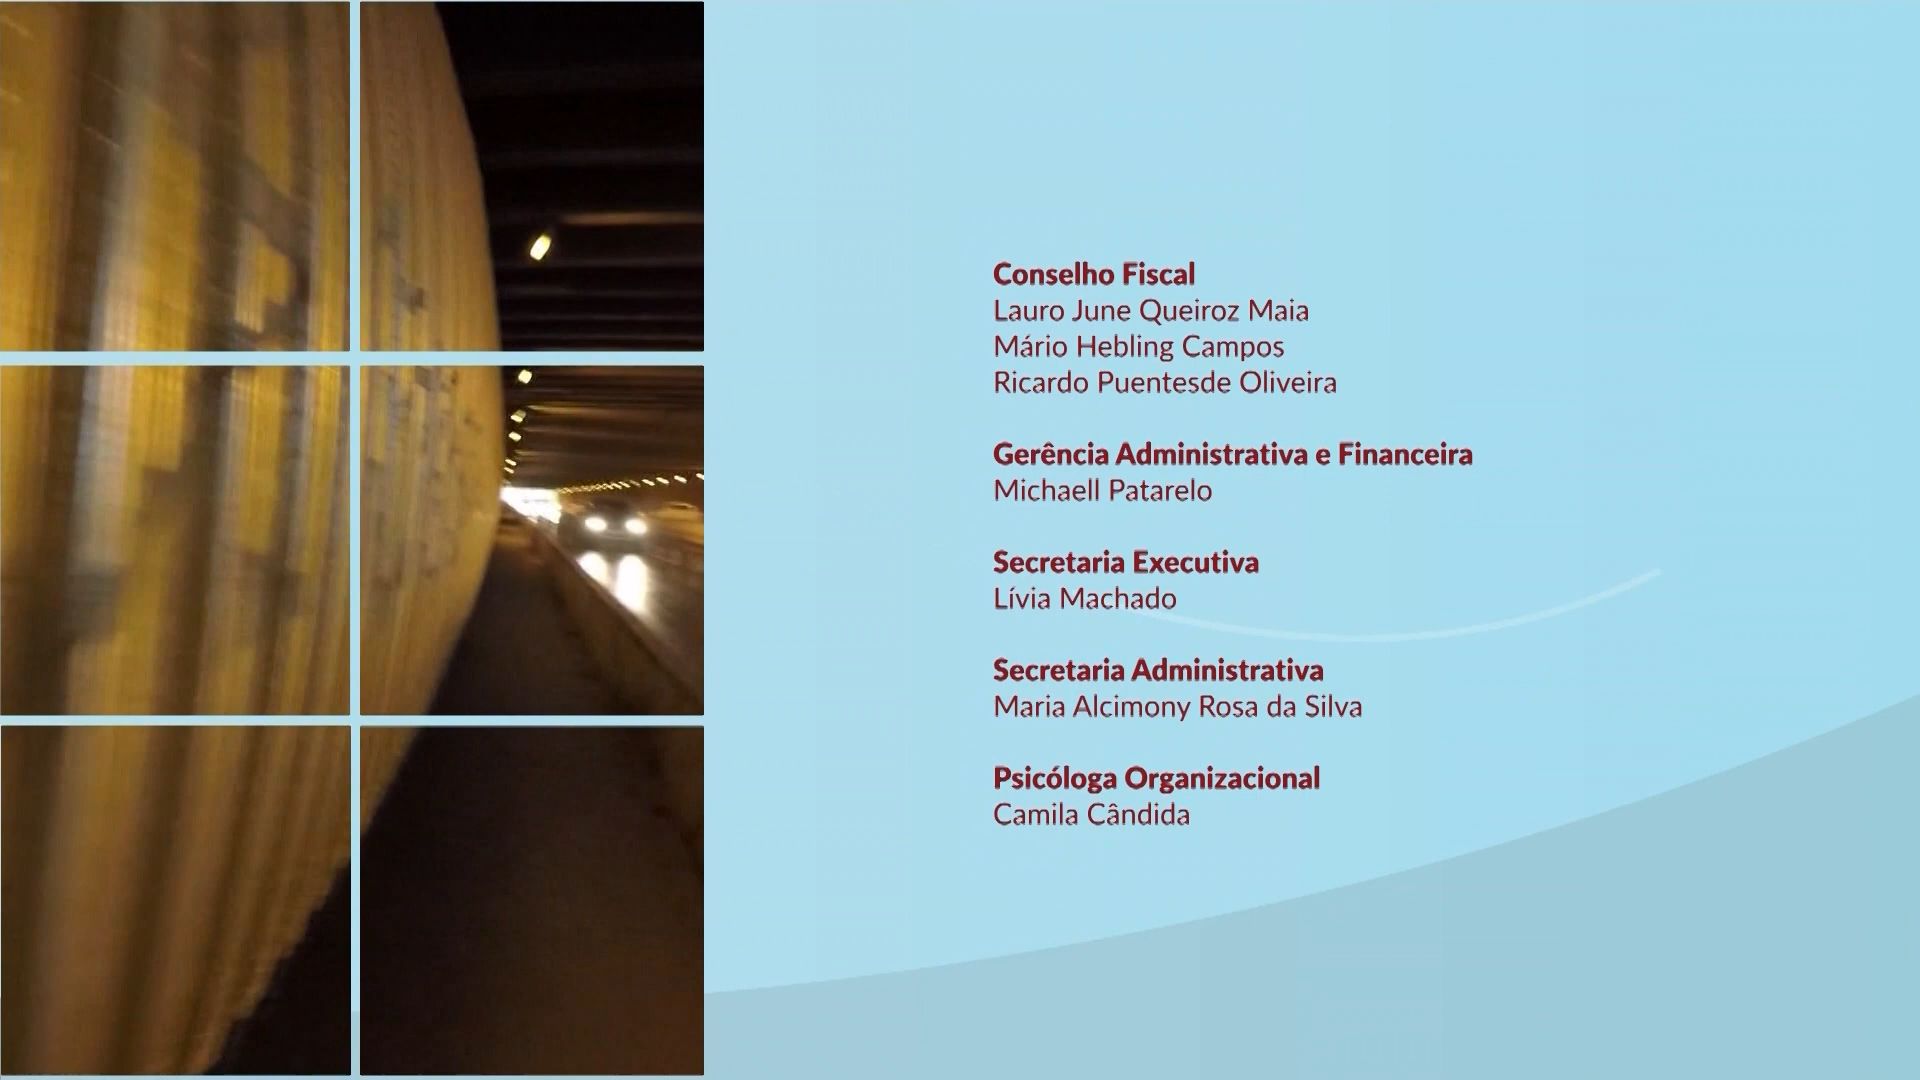 Conselho Fiscal
Lauro June Queiroz Maia
Mário Hebling Campos
Ricardo Puentesde Oliveira
Gerência Administrativa e Financeira
Michaell Patarelo
Secretaria Executiva
Lívia Machado
Secretaria Administrativa
Maria Alcimony Rosa da Silva
Psicóloga Organizacional
Camila Cândida